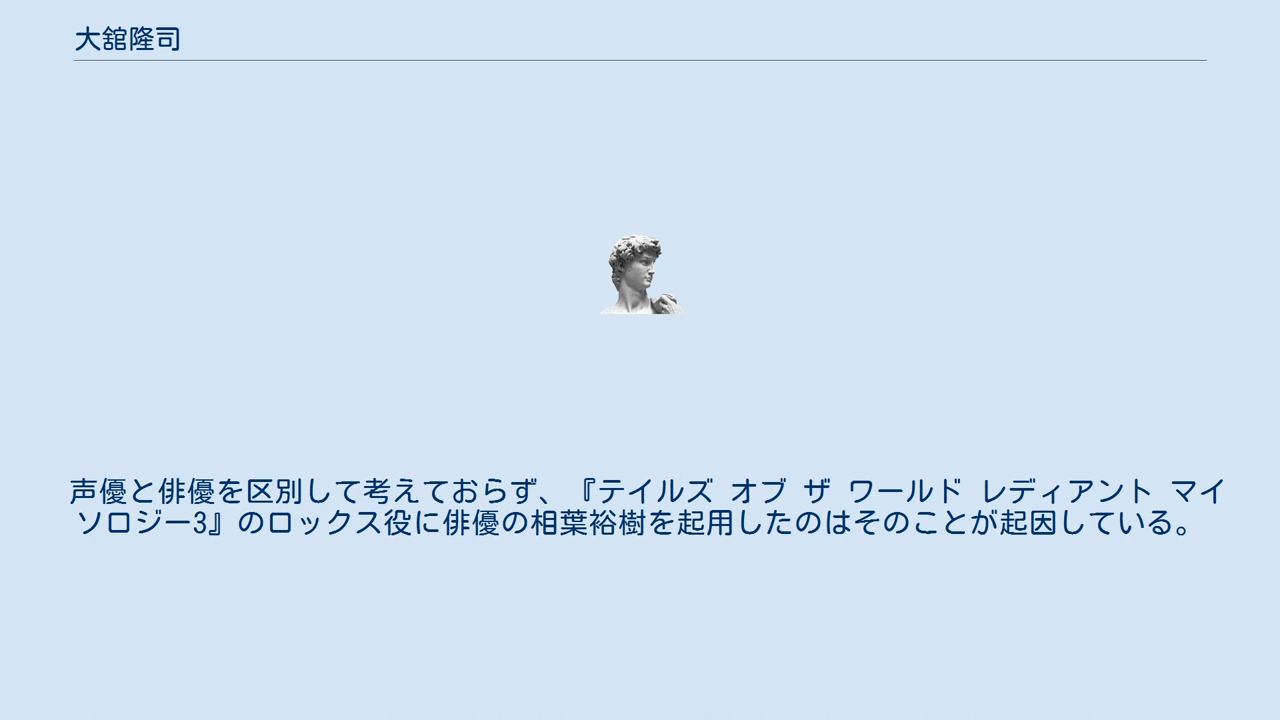 大舘隆司
声優と俳優を区別して考えておらず、『テイルズ オブ ザ ワールド レディアント マイ
ソロジー3』のロックス役に俳優の相葉裕樹を起用したのはそのことが起因している。